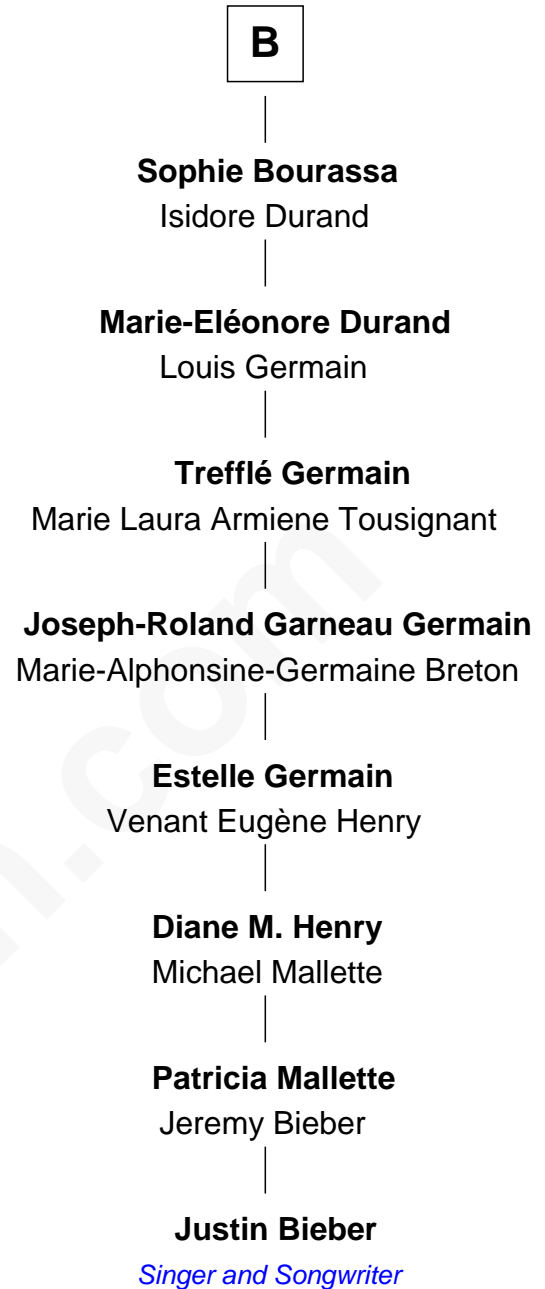 B
Sophie Bourassa
Isidore Durand
Marie-Eléonore Durand
Louis Germain
Trefflé Germain
Marie Laura Armiene Tousignant
Joseph-Roland Garneau Germain
Marie-Alphonsine-Germaine Breton
Estelle Germain
Venant Eugène Henry
Diane M. Henry
Michael Mallette
Patricia Mallette
Jeremy Bieber
Justin Bieber
Singer and Songwriter
n.com